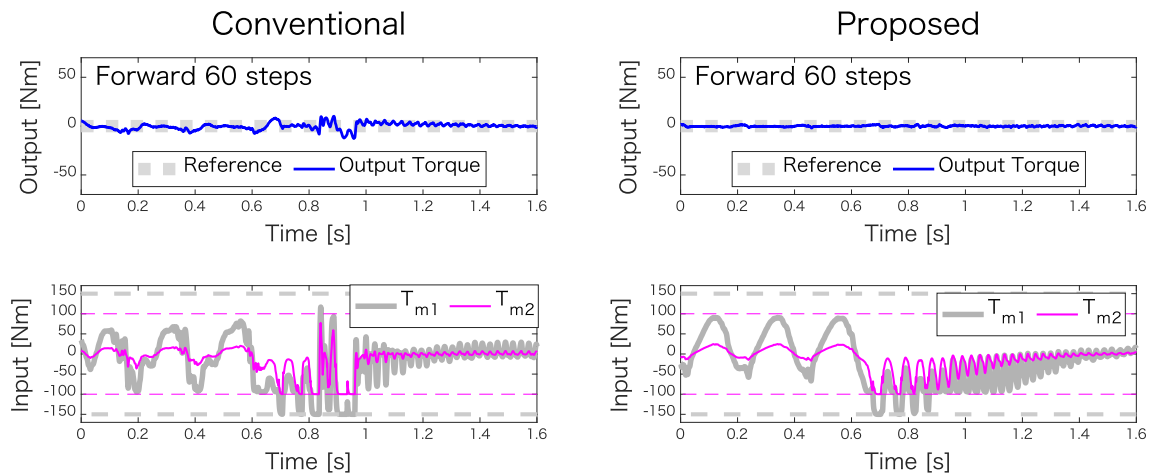 Conventional
Proposed
Output [Nm]
50
0
-50
Forward 60 steps
Reference
Output Torque
0 0.2 0.4 0.6 0.8 1 1.2 1.4 1.6
Time [s]
Output [Nm]
50
0
-50
Forward 60 steps
Reference
Output Torque
0 0.2 0.4 0.6 0.8 1 1.2 1.4 1.6
Time [s]
Input [Nm]
150
100
50
0
-50
-100
-150
Tm1
Tm2
0 0.2 0.4 0.6 0.8 1 1.2 1.4 1.6
Time [s]
Input [Nm]
150
100
50
0
-50
-100
-150
Tm1
Tm2
0 0.2 0.4 0.6 0.8 1 1.2 1.4 1.6
Time [s]